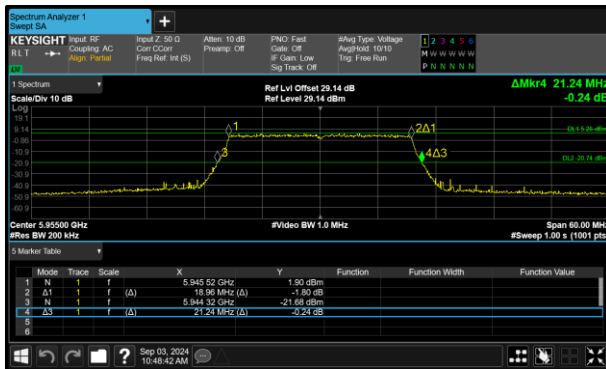 Spectrum Analyzer 1
Swept SA
KEYSIGHT Input: RF Input Z: 50 Ω Atten: 10 dB PNO: Fast #Avg Type: Voltage 1 2 3 4 5 6
R L T Coupling: AC Corr CCorr Preamp: Off Gate: Off Avg|Hold: 10/10 M W W W W W
Align: Partial Freq Ref: Int (S) IF Gain: Low Trig: Free Run
Sig Track: Off P N N N N N
1 Spectrum Ref Lvl Offset 29.14 dB ΔMkr4 21.24 MHz
Scale/Div 10 dB Ref Level 29.14 dBm -0.24 dB
Log
19.1
9.14 1 2Δ1 DL1 5.26 dBm
-0.86
-10.9 3 4Δ3
-20.9 DL2 -20.74 dBm
-30.9
-40.9
-50.9
-60.9
Center 5.95500 GHz #Video BW 1.0 MHz Span 60.00 MHz
#Res BW 200 kHz #Sweep 1.00 s (1001 pts
5 Marker Table
Mode Trace Scale X Y Function Function Width Function Value
1 N 1 f 5.945 52 GHz 1.90 dBm
2 Δ1 1 f (Δ) 18.96 MHz (Δ) -1.80 dB
3 N 1 f 5.944 32 GHz -21.68 dBm
4 Δ3 1 f (Δ) 21.24 MHz (Δ) -0.24 dB
5
6
? Sep 03, 2024
10:48:42 AM